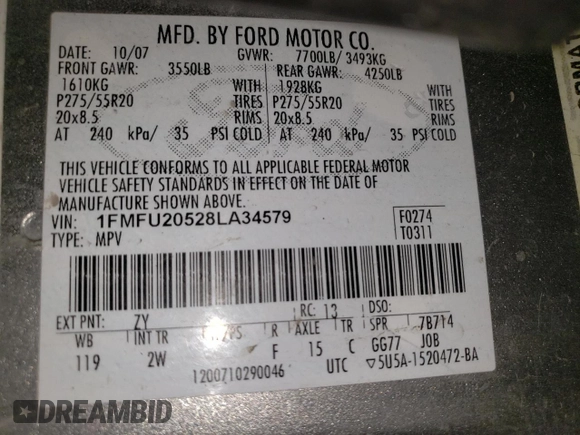 MFD. BY FORD MOTOR CO.
DATE: 10/07 GVWR: 7700LB/ 3493KG
FRONT GAWR: 3550LB REAR GAWR: 4250LB
1610KG WITH 1928KG WITH
P275/55R20 TIRES P275/55R20 TIRES
20x8.5 RIMS 20x8.5 RIMS
AT 240 kPa/ 35 PSI COLD AT 240 kPa/ 35 PSI COLD
THIS VEHICLE CONFORMS TO ALL APPLICABLE FEDERAL MOTOR
VEHICLE SAFETY STANDARDS IN EFFECT ON THE DATE OF
MANUFACTURE SHOWN ABOVE.
VIN: 1FMFU20528LA34579 F0274
TYPE: MPV T0311
EXT PNT: ZY RC: 13 DSO:
WB INT TR R AXLE TR SPR 7B714
119 2W F 15 C GG77 JOB
1200710290046 UTC ▽5U5A-1520472-BA
DREAMBID